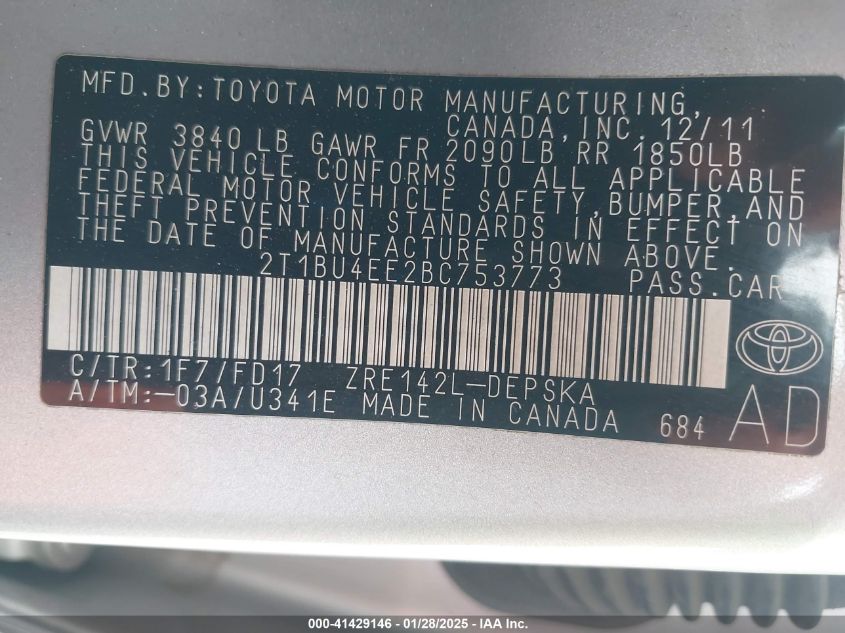 MFD.BY:TOYOTA MOTOR MANUFACTURING,
CANADA,INC. 12/11
GVWR 3840 LB GAWR FR 2090LB RR 1850LB
THIS VEHICLE CONFORMS TO ALL APPLICABLE
FEDERAL MOTOR VEHICLE SAFETY,BUMPER,AND
THEFT PREVENTION STANDARDS IN EFFECT ON
THE DATE OF MANUFACTURE SHOWN ABOVE.
2T1BU4EE2BC753773 PASS.CAR
C/TR:1F7/FD17 ZRE142L-DEPSKA
A/TM:-03A/U341E MADE IN CANADA 684
AD
000-41429146 - 01/28/2025 - IAA Inc.